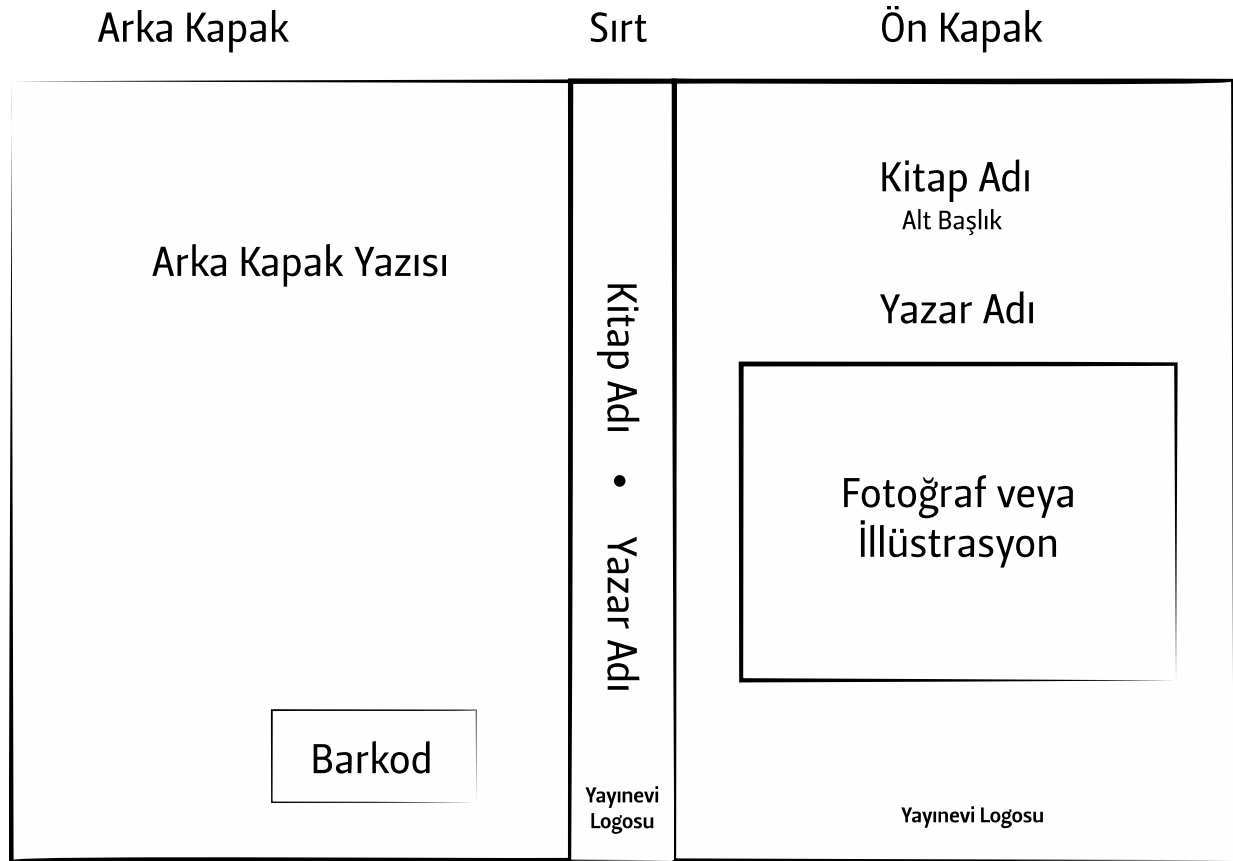 Arka Kapak
Sırt
Ön Kapak
Arka Kapak Yazısı
Barkod
Kitap Adı • Yazar Adı
Yayınevi
Logosu
Kitap Adı
Alt Başlık
Yazar Adı
Fotoğraf veya
İllüstrasyon
Yayınevi Logosu